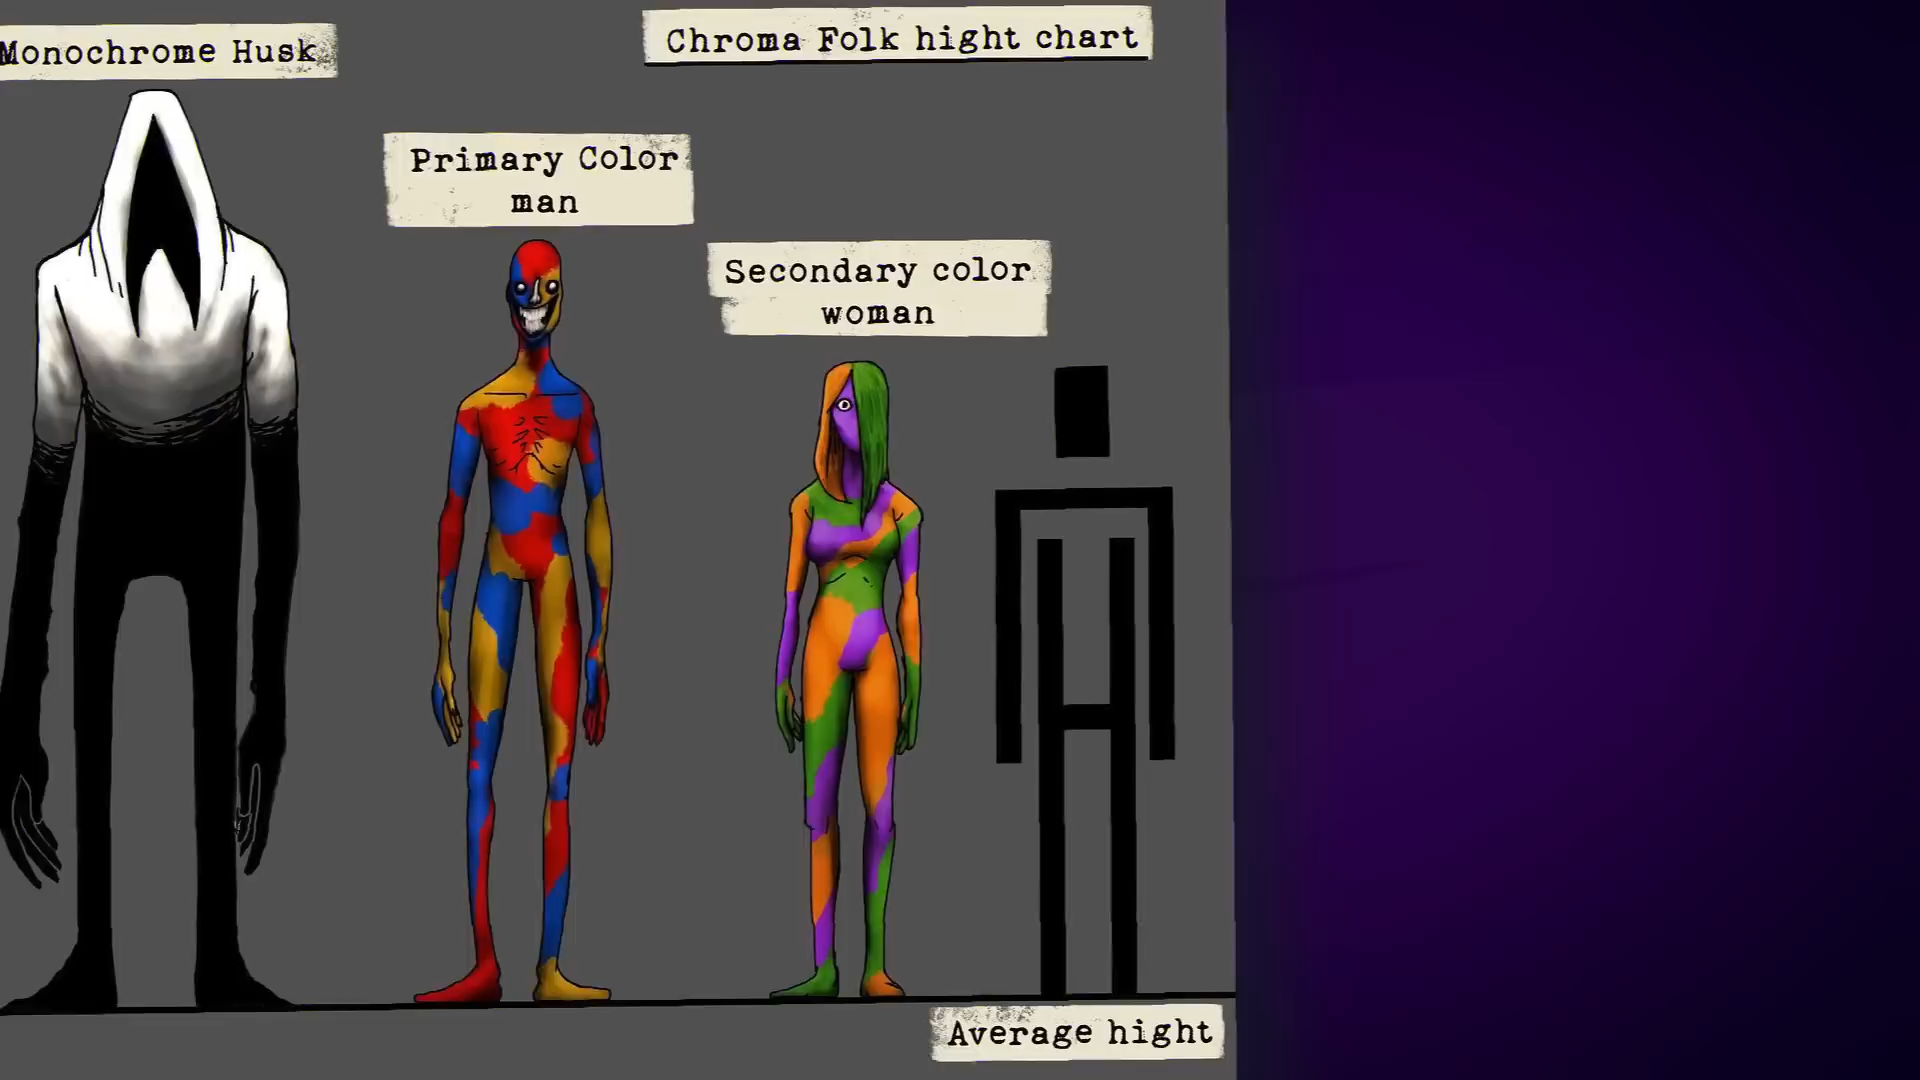 Monochrome Husk
Chroma Folk hight chart
Primary Color
man
Secondary color
woman
Average hight